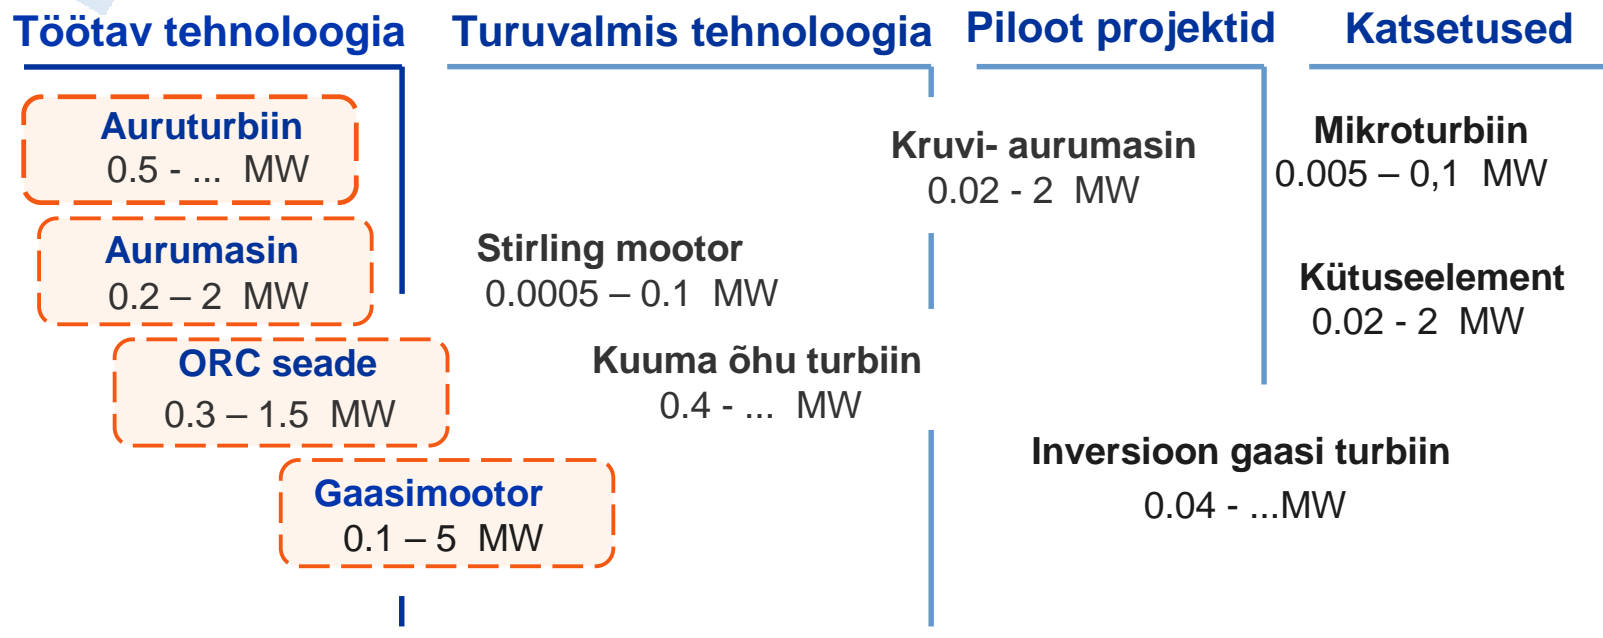 Töötav tehnoloogia
Turuvalmis tehnoloogia
Piloot projektid
Katsetused
Auruturbiin
0.5 - ... MW
Aurumasin
0.2 – 2 MW
ORC seade
0.3 – 1.5 MW
Gaasimootor
0.1 – 5 MW
Stirling mootor
0.0005 – 0.1 MW
Kuuma õhu turbiin
0.4 - ... MW
Kruvi- aurumasin
0.02 - 2 MW
Mikroturbiin
0.005 – 0,1 MW
Kütuseelement
0.02 - 2 MW
Inversioon gaasi turbiin
0.04 - ...MW